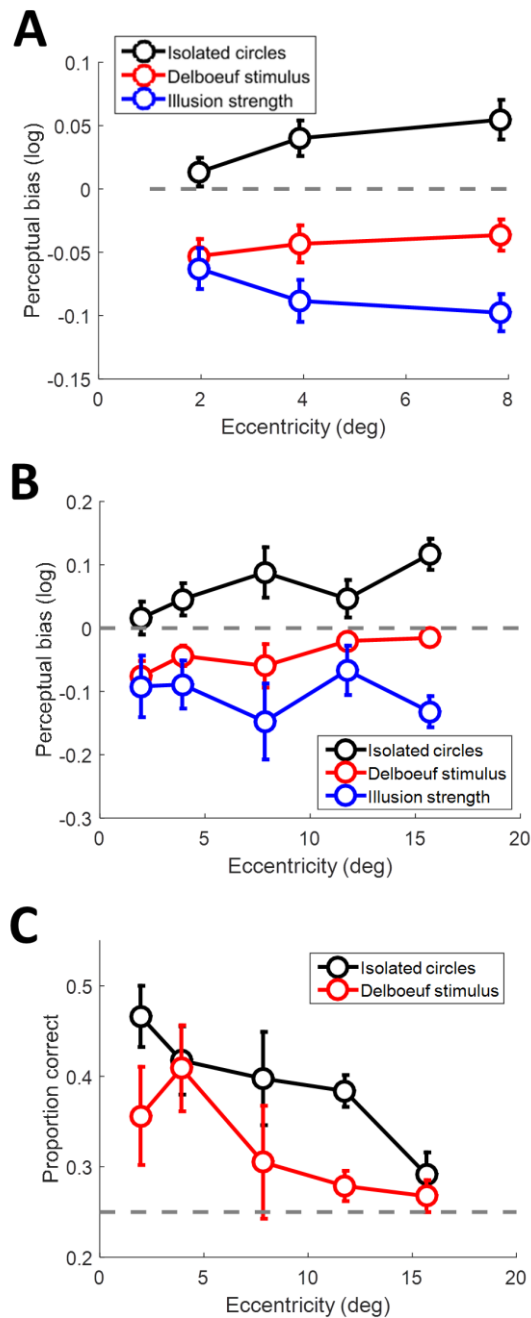 A
Isolated circles
Delboeuf stimulus
Illusion strength
Perceptual bias (log)
0.1
0.05
0
-0.05
-0.1
-0.15
0 2 4 6 8
Eccentricity (deg)
B
Perceptual bias (log)
0.2
0.1
0
-0.1
-0.2
-0.3
Isolated circles
Delboeuf stimulus
Illusion strength
0 5 10 15 20
Eccentricity (deg)
C
Isolated circles
Delboeuf stimulus
Proportion correct
0.5
0.4
0.3
0.2
0 5 10 15 20
Eccentricity (deg)